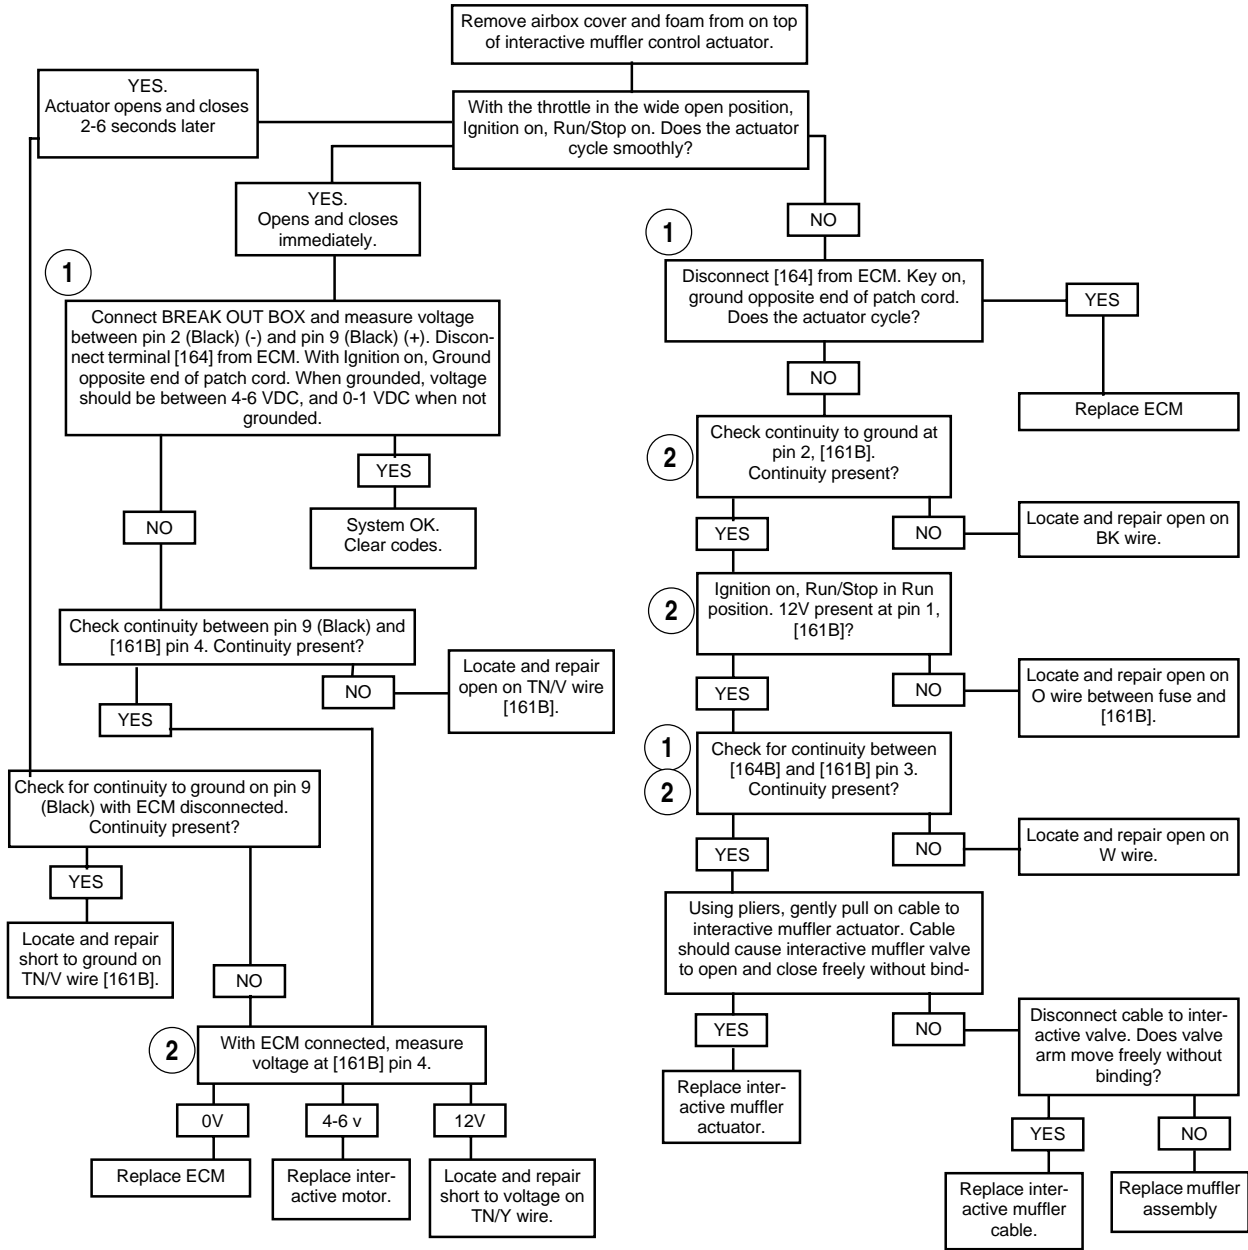 Remove airbox cover and foam from on top
of interactive muffler control actuator.
YES.
Actuator opens and closes
2-6 seconds later
With the throttle in the wide open position,
Ignition on, Run/Stop on. Does the actuator
cycle smoothly?
YES.
Opens and closes
immediately.
NO
1
1
Disconnect [164] from ECM. Key on,
ground opposite end of patch cord.
Does the actuator cycle?
YES
Connect BREAK OUT BOX and measure voltage
between pin 2 (Black) (-) and pin 9 (Black) (+). Discon-
nect terminal [164] from ECM. With Ignition on, Ground
opposite end of patch cord. When grounded, voltage
should be between 4-6 VDC, and 0-1 VDC when not
grounded.
NO
Replace ECM
2
Check continuity to ground at
pin 2, [161B].
Continuity present?
YES
NO
System OK.
Clear codes.
YES
NO
Locate and repair open on
BK wire.
2
Ignition on, Run/Stop in Run
position. 12V present at pin 1,
[161B]?
Check continuity between pin 9 (Black) and
[161B] pin 4. Continuity present?
NO
Locate and repair
open on TN/V wire
[161B].
YES
YES
NO
Locate and repair open on
O wire between fuse and
[161B].
1
2
Check for continuity between
[164B] and [161B] pin 3.
Continuity present?
Check for continuity to ground on pin 9
(Black) with ECM disconnected.
Continuity present?
YES
NO
Locate and repair open on
W wire.
YES
Locate and repair
short to ground on
TN/V wire [161B].
NO
Using pliers, gently pull on cable to
interactive muffler actuator. Cable
should cause interactive muffler valve
to open and close freely without bind-
YES
NO
Disconnect cable to inter-
active valve. Does valve
arm move freely without
binding?
2
With ECM connected, measure
voltage at [161B] pin 4.
Replace inter-
active muffler
actuator.
0V
4-6 v
12V
YES
NO
Replace ECM
Replace inter-
active motor.
Locate and repair
short to voltage on
TN/Y wire.
Replace inter-
active muffler
cable.
Replace muffler
assembly